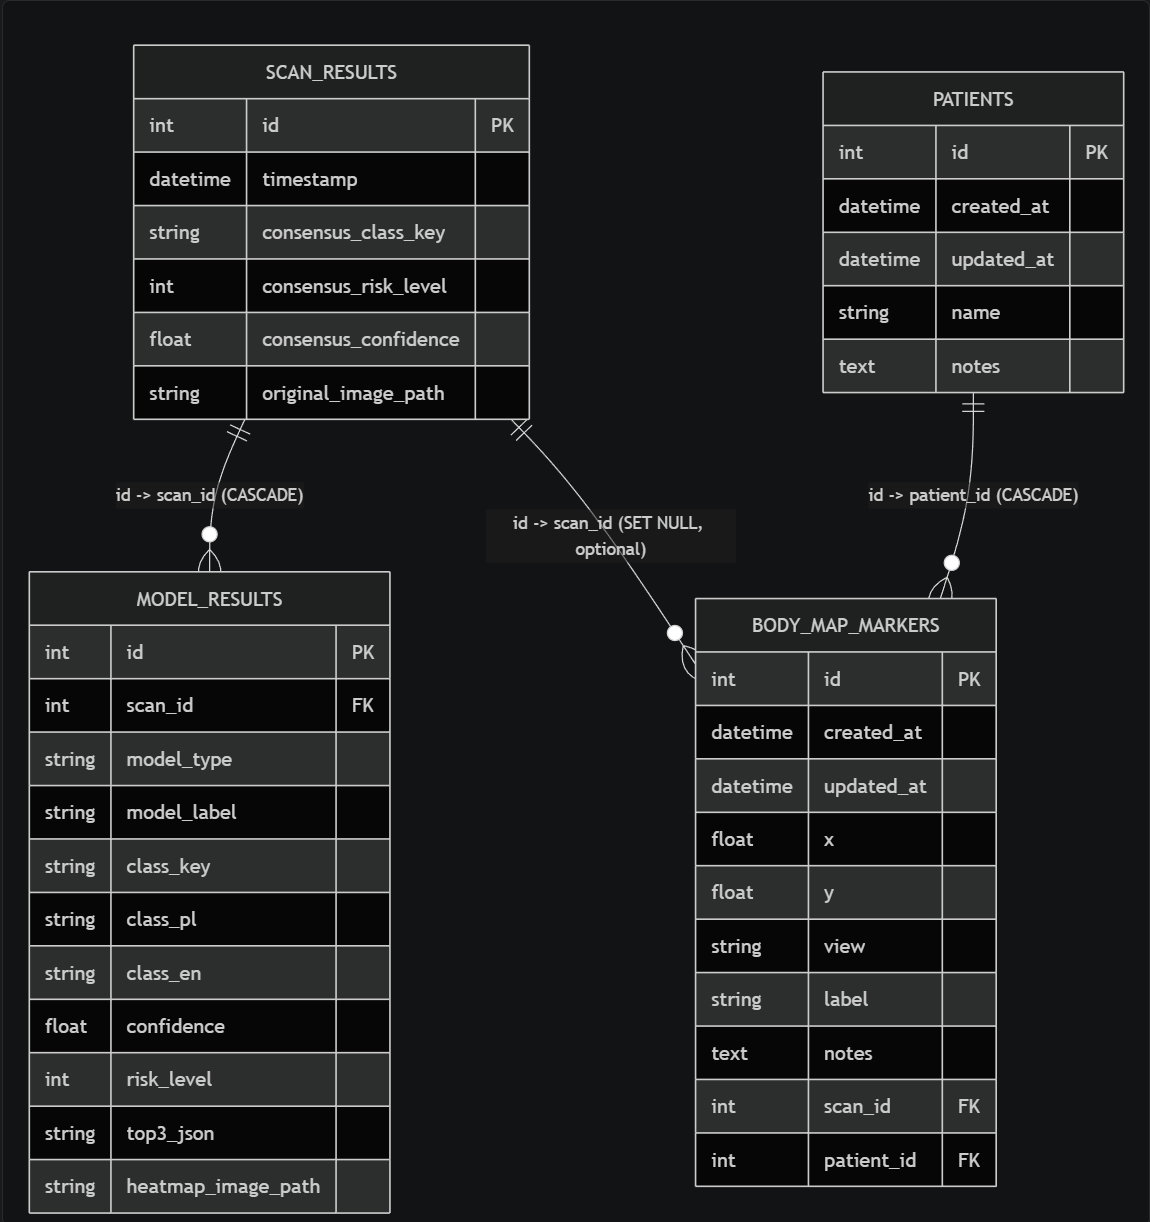 SCAN_RESULTS
int id PK
datetime timestamp
string consensus_class_key
int consensus_risk_level
float consensus_confidence
string original_image_path
PATIENTS
int id PK
datetime created_at
datetime updated_at
string name
text notes
id -> scan_id (CASCADE)
id -> scan_id (SET NULL,
optional)
id -> patient_id (CASCADE)
MODEL_RESULTS
int id PK
int scan_id FK
string model_type
string model_label
string class_key
string class_pl
string class_en
float confidence
int risk_level
string top3_json
string heatmap_image_path
BODY_MAP_MARKERS
int id PK
datetime created_at
datetime updated_at
float x
float y
string view
string label
text notes
int scan_id FK
int patient_id FK